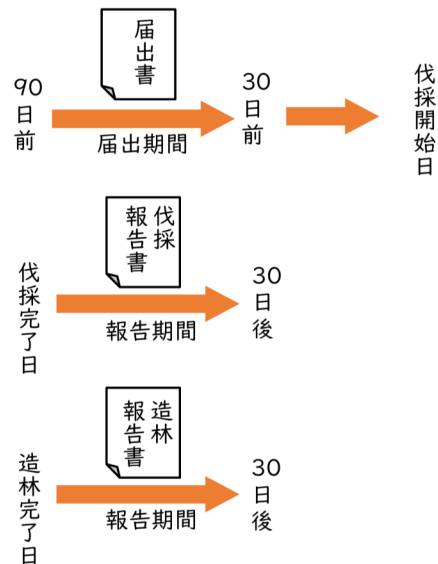 届出書
90日前
届出期間
30日前
伐採開始日
伐採
報告書
伐採完了日
報告期間
30日後
造林
報告書
造林完了日
報告期間
30日後